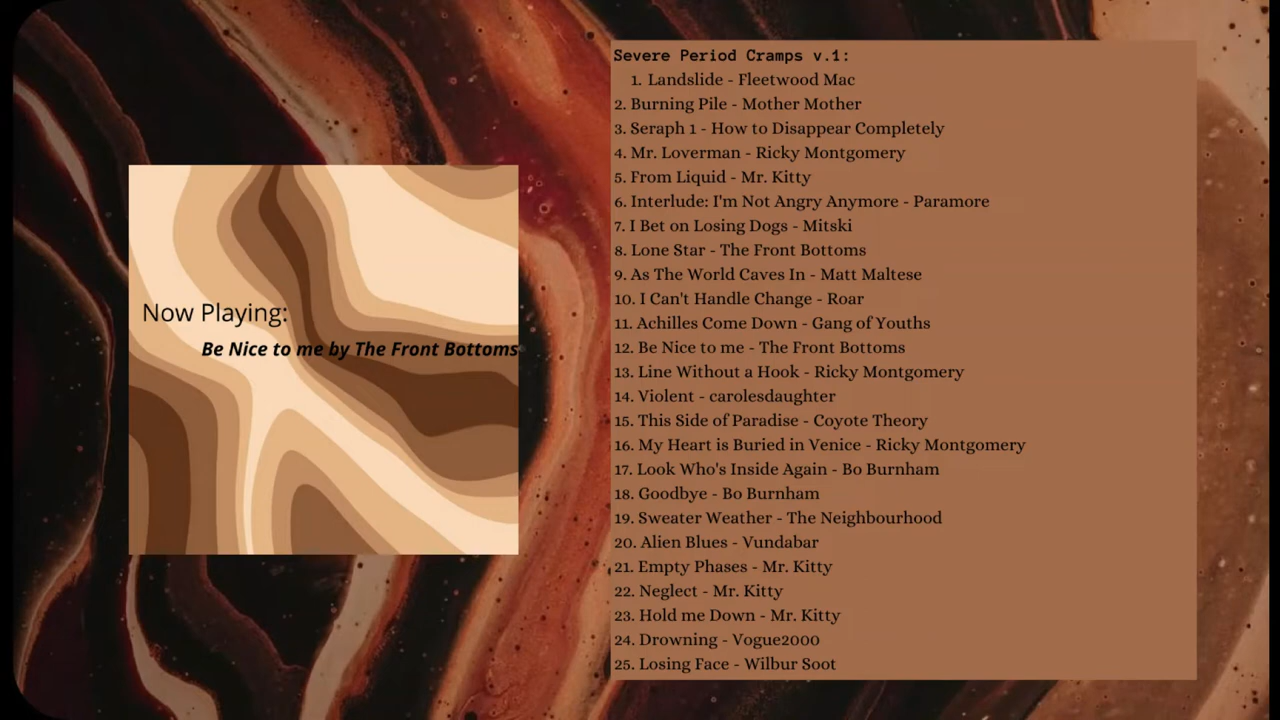 Severe Period Cramps v.1:
1. Landslide - Fleetwood Mac
2. Burning Pile - Mother Mother
3. Seraph 1 - How to Disappear Completely
4. Mr. Loverman - Ricky Montgomery
5. From Liquid - Mr. Kitty
6. Interlude: I'm Not Angry Anymore - Paramore
7. I Bet on Losing Dogs - Mitski
8. Lone Star - The Front Bottoms
9. As The World Caves In - Matt Maltese
10. I Can't Handle Change - Roar
11. Achilles Come Down - Gang of Youths
12. Be Nice to me - The Front Bottoms
13. Line Without a Hook - Ricky Montgomery
14. Violent - carolesdaughter
15. This Side of Paradise - Coyote Theory
16. My Heart is Buried in Venice - Ricky Montgomery
17. Look Who's Inside Again - Bo Burnham
18. Goodbye - Bo Burnham
19. Sweater Weather - The Neighbourhood
20. Alien Blues - Vundabar
21. Empty Phases - Mr. Kitty
22. Neglect - Mr. Kitty
23. Hold me Down - Mr. Kitty
24. Drowning - Vogue2000
25. Losing Face - Wilbur Soot
Now Playing:
Be Nice to me by The Front Bottoms